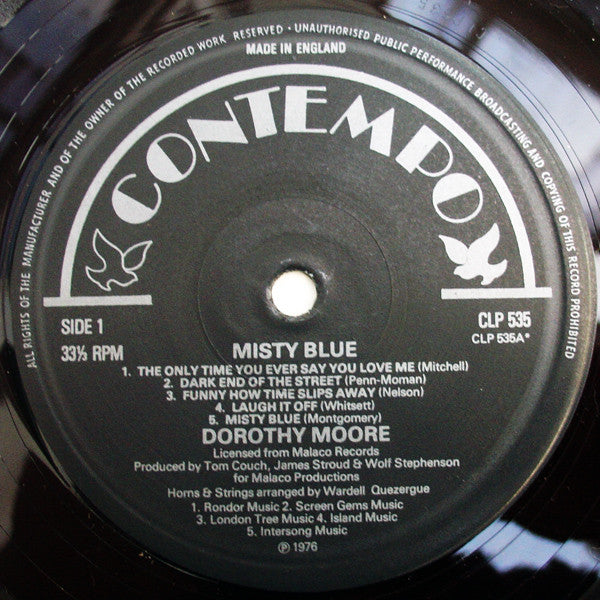 ALL RIGHTS OF THE MANUFACTURER AND OF THE OWNER OF THE RECORDED WORK RESERVED · UNAUTHORISED PUBLIC PERFORMANCE BROADCASTING AND COPYING OF THIS RECORD PROHIBITED
MADE IN ENGLAND
CONTEMPO
SIDE 1
33⅓ RPM
CLP 535
CLP 535A*
MISTY BLUE
1. THE ONLY TIME YOU EVER SAY YOU LOVE ME (Mitchell)
2. DARK END OF THE STREET (Penn-Moman)
3. FUNNY HOW TIME SLIPS AWAY (Nelson)
4. LAUGH IT OFF (Whitsett)
5. MISTY BLUE (Montgomery)
DOROTHY MOORE
Licensed from Malaco Records
Produced by Tom Couch, James Stroud & Wolf Stephenson
for Malaco Productions
Horns & Strings arranged by Wardell Quezergue
1. Rondor Music 2. Screen Gems Music
3. London Tree Music 4. Island Music
5. Intersong Music
℗ 1976